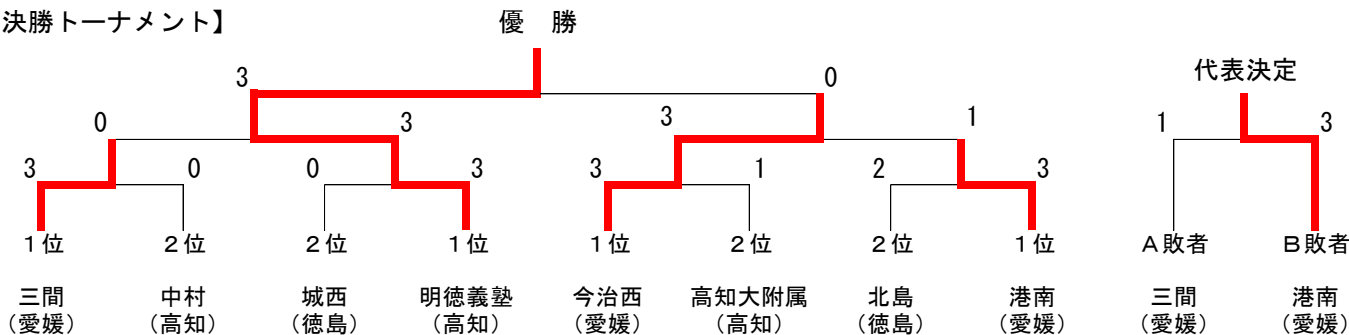 決勝トーナメント】
優 勝
代表決定
3
0
0
3
3
1
1
3
3
0
0
3
3
1
2
3
1位
2位
2位
1位
1位
2位
2位
1位
A敗者
B敗者
三間
中村
城西
明徳義塾
今治西
高知大附属
北島
港南
三間
港南
(愛媛)
(高知)
(徳島)
(高知)
(愛媛)
(高知)
(徳島)
(愛媛)
(愛媛)
(愛媛)